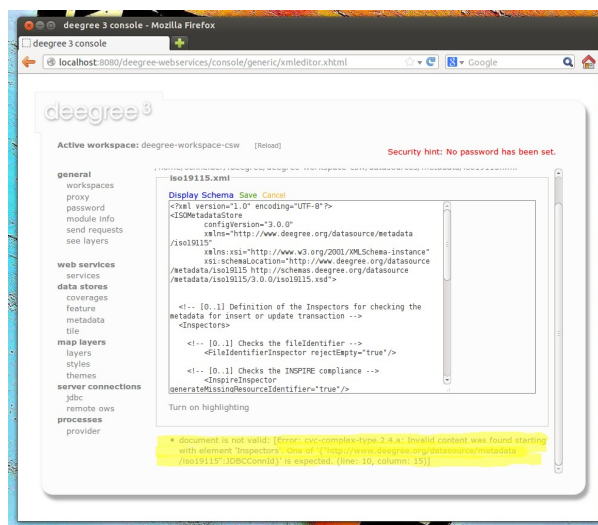 deegree 3 console - Mozilla Firefox
deegree 3 console
localhost:8080/deegree-webservices/console/generic/xmleditor.xhtml
Google
deegree 3
Active workspace: deegree-workspace-csw [Reload]
Security hint: No password has been set.
general
workspaces
proxy
password
module info
send requests
see layers
web services
services
data stores
coverages
feature
metadata
tile
map layers
layers
styles
themes
server connections
jdbc
remote ows
processes
provider
iso19115.xml
Display Schema Save Cancel
<?xml version="1.0" encoding="UTF-8"?>
<ISOMetadataStore
configVersion="3.0.0"
xmlns="http://www.deegree.org/datasource/metadata
/iso19115"
xmlns:xsi="http://www.w3.org/2001/XMLSchema-instance"
xsi:schemaLocation="http://www.deegree.org/datasource
/metadata/iso19115 http://schemas.deegree.org/datasource
/metadata/iso19115/3.0.0/iso19115.xsd">
<!-- [0..1] Definition of the Inspectors for checking the
metadata for insert or update transaction -->
<Inspectors>
<!-- [0..1] Checks the fileIdentifier -->
<FileIdentifierInspector rejectEmpty="true"/>
<!-- [0..1] Checks the INSPIRE compliance -->
<InspireInspector
generateMissingResourceIdentifier="true"/>
Turn on highlighting
document is not valid: [Error: cvc-complex-type.2.4.a: Invalid content was found starting
with element 'Inspectors'. One of '{"http://www.deegree.org/datasource/metadata
/iso19115":JDBCConnId}' is expected. (line: 10, column: 15)]